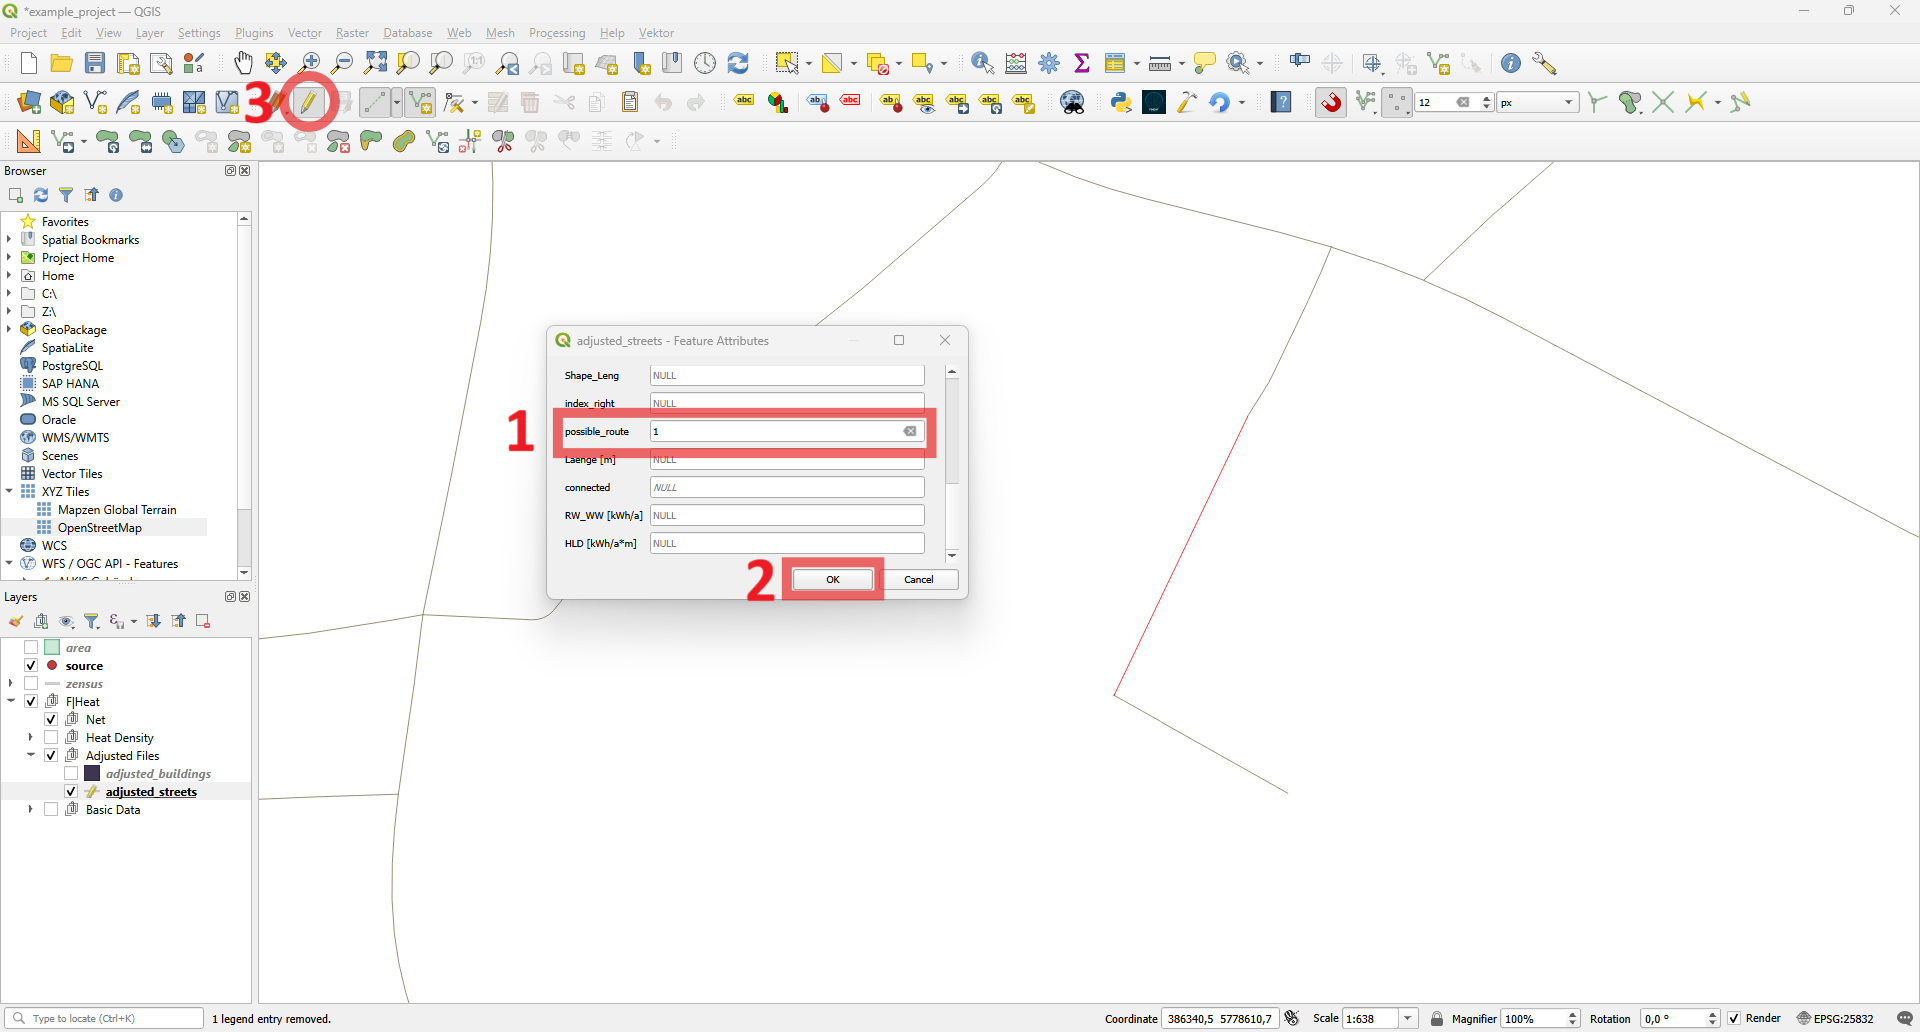 *example_project — QGIS
Project Edit View Layer Settings Plugins Vector Raster Database Web Mesh Processing Help Vektor
3
12
px
Browser
Favorites
Spatial Bookmarks
Project Home
Home
C:\
Z:\
GeoPackage
SpatiaLite
PostgreSQL
SAP HANA
MS SQL Server
Oracle
WMS/WMTS
Scenes
Vector Tiles
XYZ Tiles
Mapzen Global Terrain
OpenStreetMap
WCS
WFS / OGC API - Features
Layers
area
source
zensus
F|Heat
Net
Heat Density
Adjusted Files
adjusted_buildings
adjusted_streets
Basic Data
adjusted_streets - Feature Attributes
Shape_Leng NULL
index_right NULL
1
possible_route 1
Laenge [m] NULL
connected NULL
RW_WW [kWh/a] NULL
HLD [kWh/a*m] NULL
2
OK Cancel
Type to locate (Ctrl+K) 1 legend entry removed. Coordinate 386340,5 5778610,7 Scale 1:638 Magnifier 100% Rotation 0,0 ° Render EPSG:25832